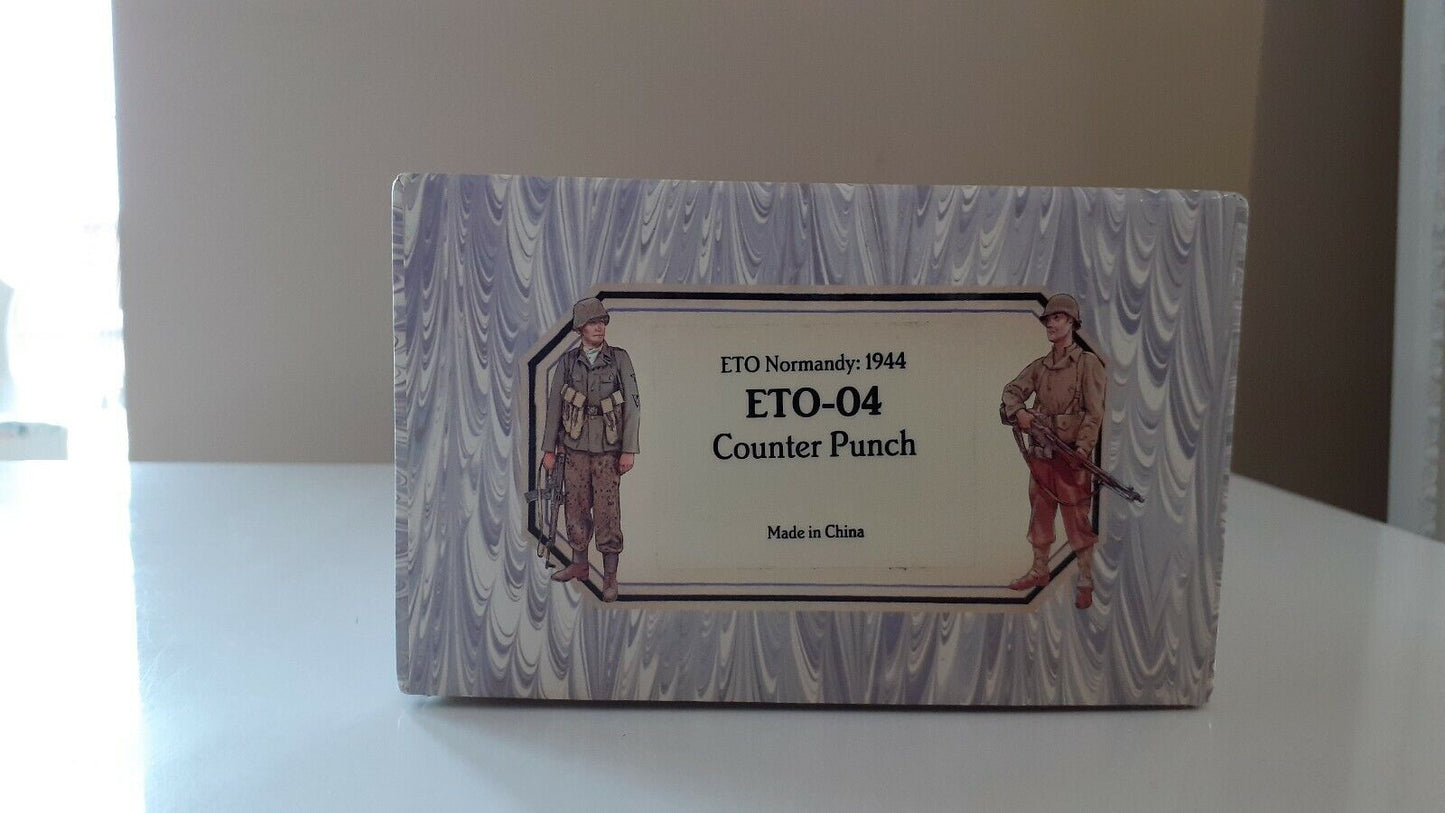 ETO Normandy: 1944
ETO-04
Counter Punch
Made in China